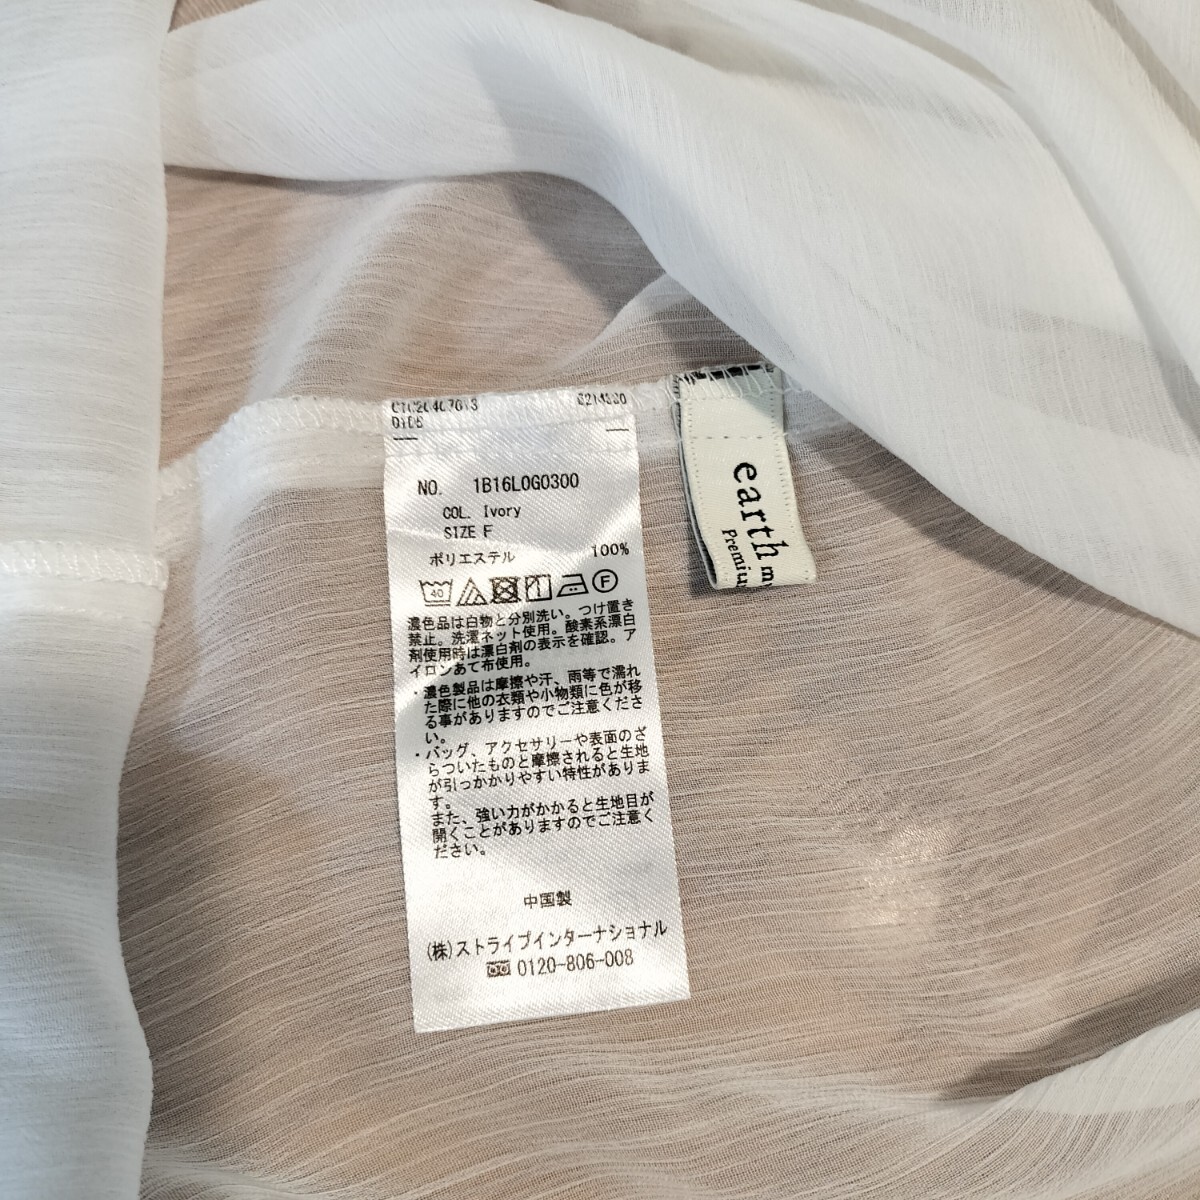 NO. 1B16L0G0300
COL. Ivory
SIZE F
ポリエステル 100%
40
F
濃色品は白物と分別洗い。つけ置き
禁止。洗濯ネット使用。酸素系漂白
剤使用時は漂白剤の表示を確認。ア
イロンあて布使用。
・濃色製品は摩擦や汗、雨等で濡れ
た際に他の衣類や小物類に色が移
る事がありますのでご注意くださ
い。
・バッグ、アクセサリーや表面のざ
らついたものと摩擦されると生地
が引っかかりやすい特性がありま
す。
また、強い力がかかると生地目が
開くことがありますのでご注意く
ださい。
中国製
(株)ストライプインターナショナル
0120-806-008
earth